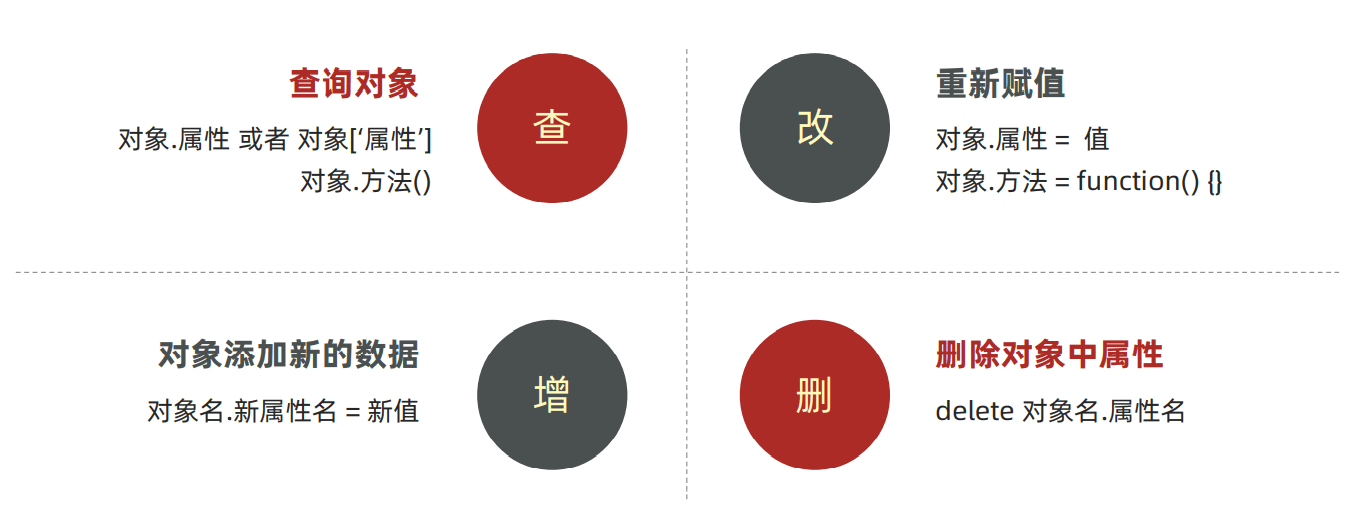 查询对象
对象.属性 或者 对象[‘属性’]
对象.方法()
查
改
重新赋值
对象.属性 = 值
对象.方法 = function() {}
对象添加新的数据
对象名.新属性名 = 新值
增
删
删除对象中属性
delete 对象名.属性名